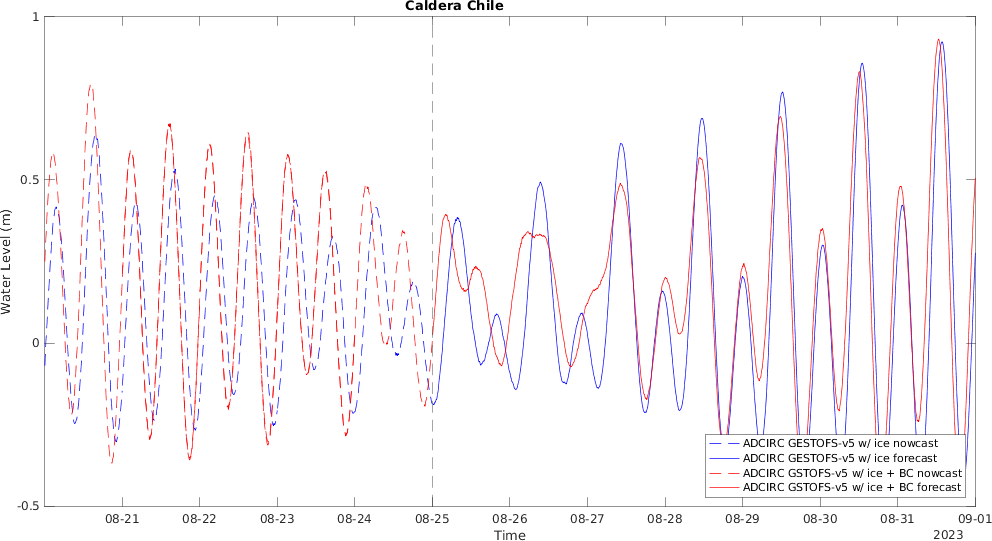 Caldera Chile
Water Level (m)
1
0.5
0
-0.5
ADCIRC GESTOFS-v5 w/ ice nowcast
ADCIRC GESTOFS-v5 w/ ice forecast
ADCIRC GSTOFS-v5 w/ ice + BC nowcast
ADCIRC GSTOFS-v5 w/ ice + BC forecast
08-21 08-22 08-23 08-24 08-25 08-26 08-27 08-28 08-29 08-30 08-31 09-01
Time
2023